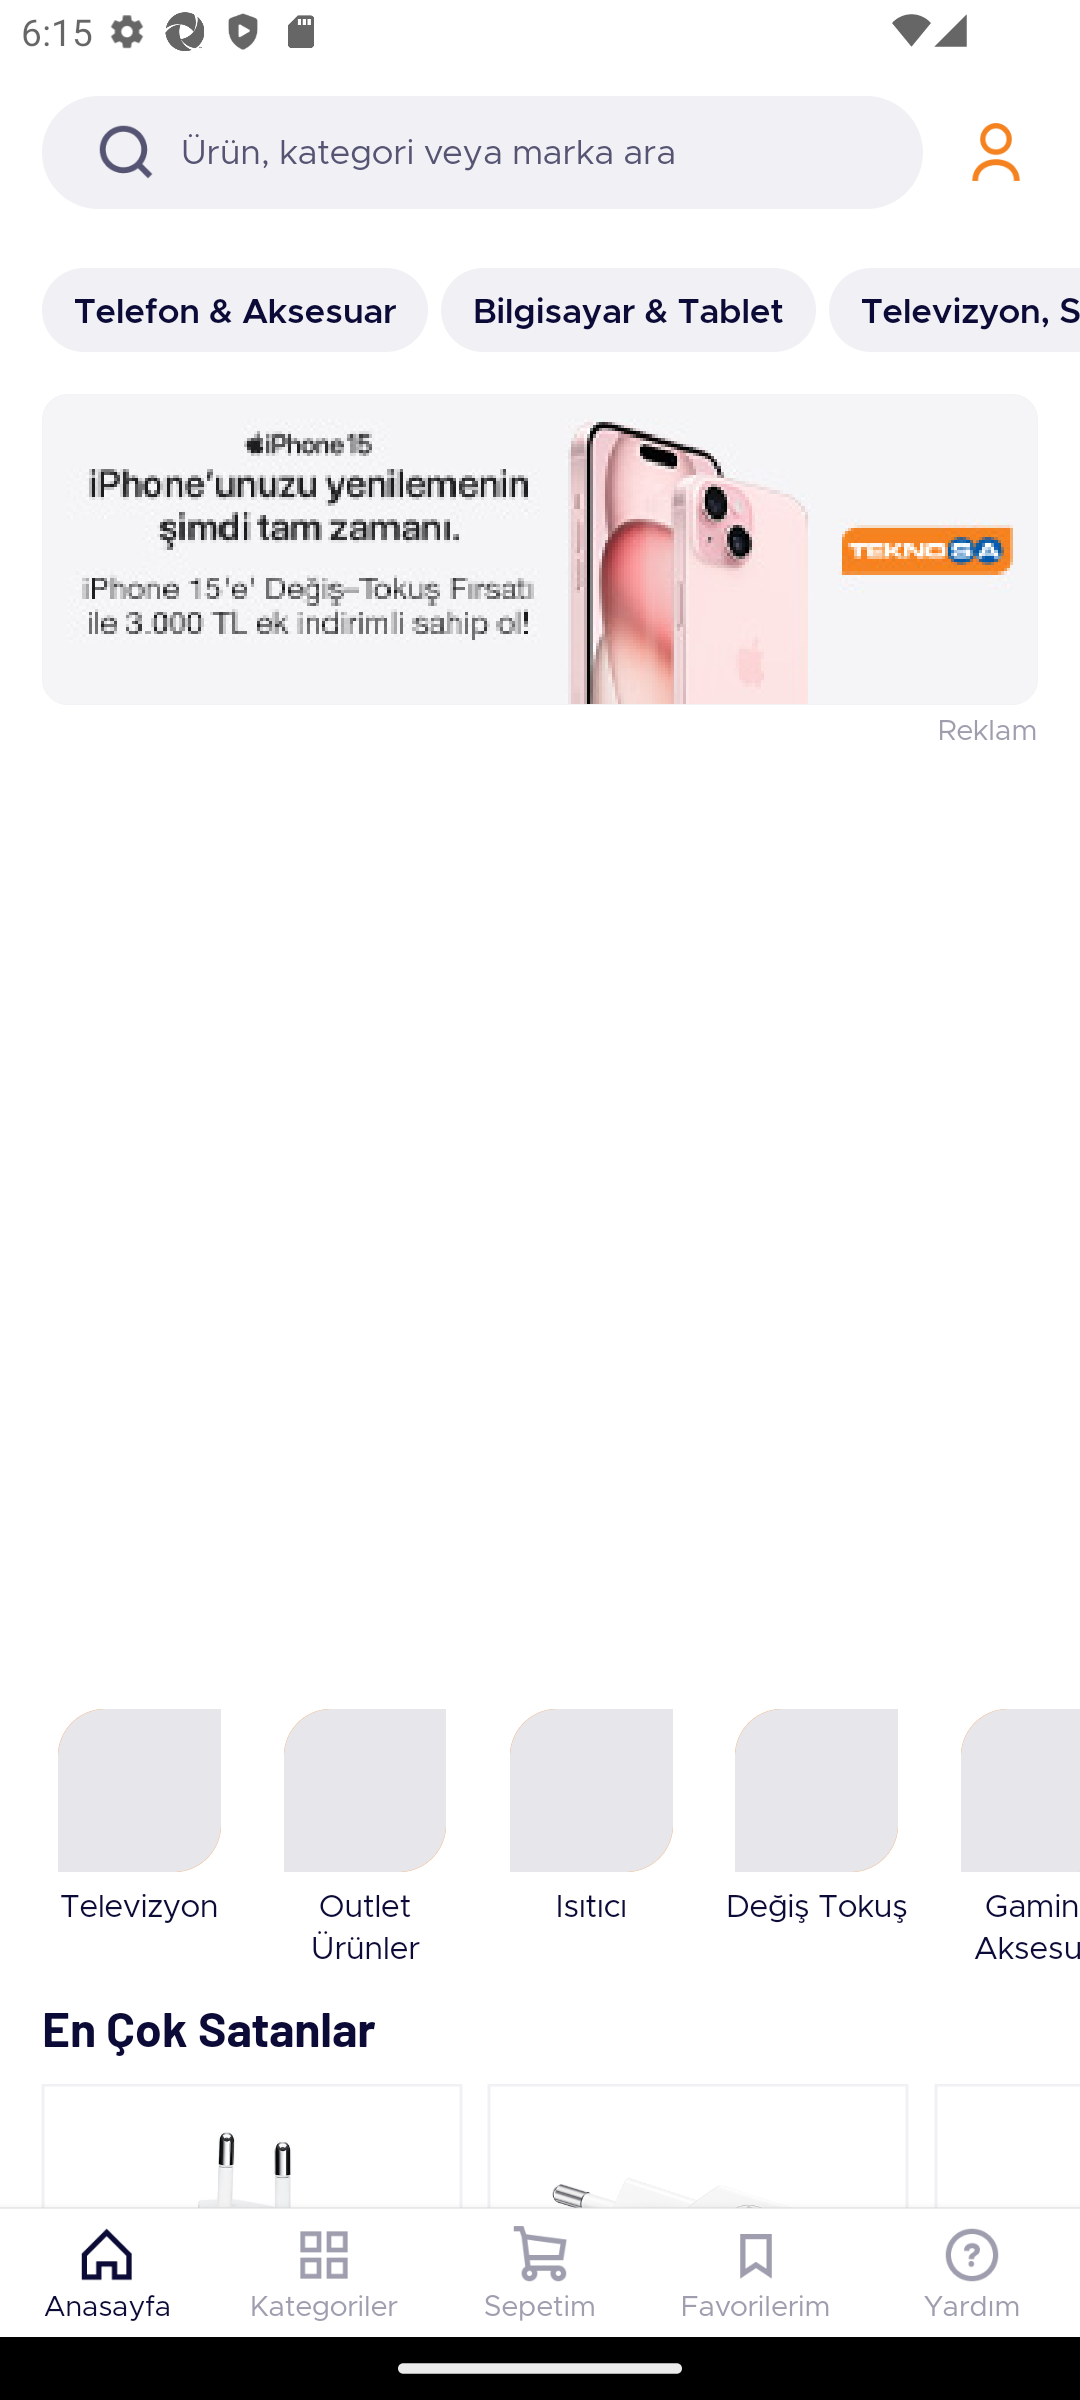 6:15
Ürün, kategori veya marka ara
Telefon & Aksesuar
Bilgisayar & Tablet
Televizyon, S
iPhone 15
iPhone'unuzu yenilemenin
şimdi tam zamanı.
iPhone 15'e' Değiş-Tokuş Fırsatı
ile 3.000 TL ek indirimli sahip ol!
TEKNOSA
Reklam
Televizyon
Outlet
Ürünler
Isıtıcı
Değiş Tokuş
Gamin
Aksesu
En Çok Satanlar
Anasayfa
Kategoriler
Sepetim
Favorilerim
Yardım